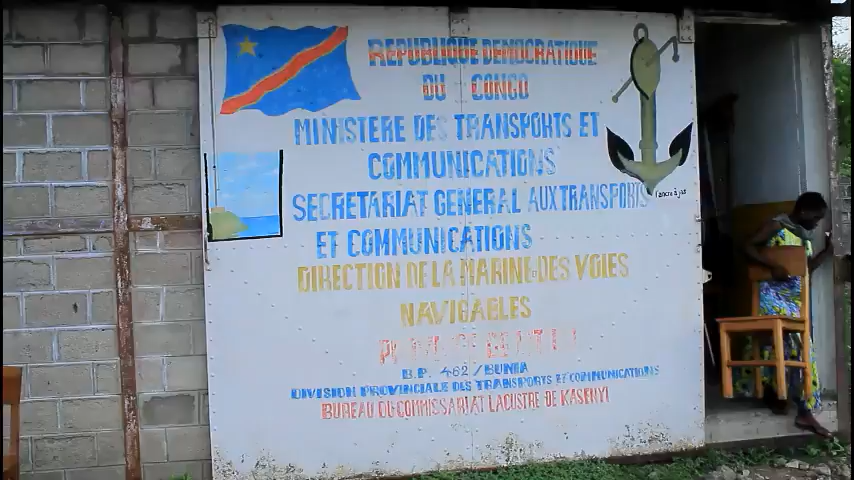 REPUBLIQUE DEMOCRATIQUE
DU CONGO
MINISTERE DES TRANSPORTS ET
COMMUNICATIONS
SECRETARIAT GENERAL AUX TRANSPORTS
ET COMMUNICATIONS
DIRECTION DE LA MARINE DES VOIES
NAVIGABLES
B.P. 462/BUNIA
DIVISION PROVINCIALE DES TRANSPORTS ET COMMUNICATIONS
BUREAU DU COMMISSARIAT LACUSTRE DE KASENYI